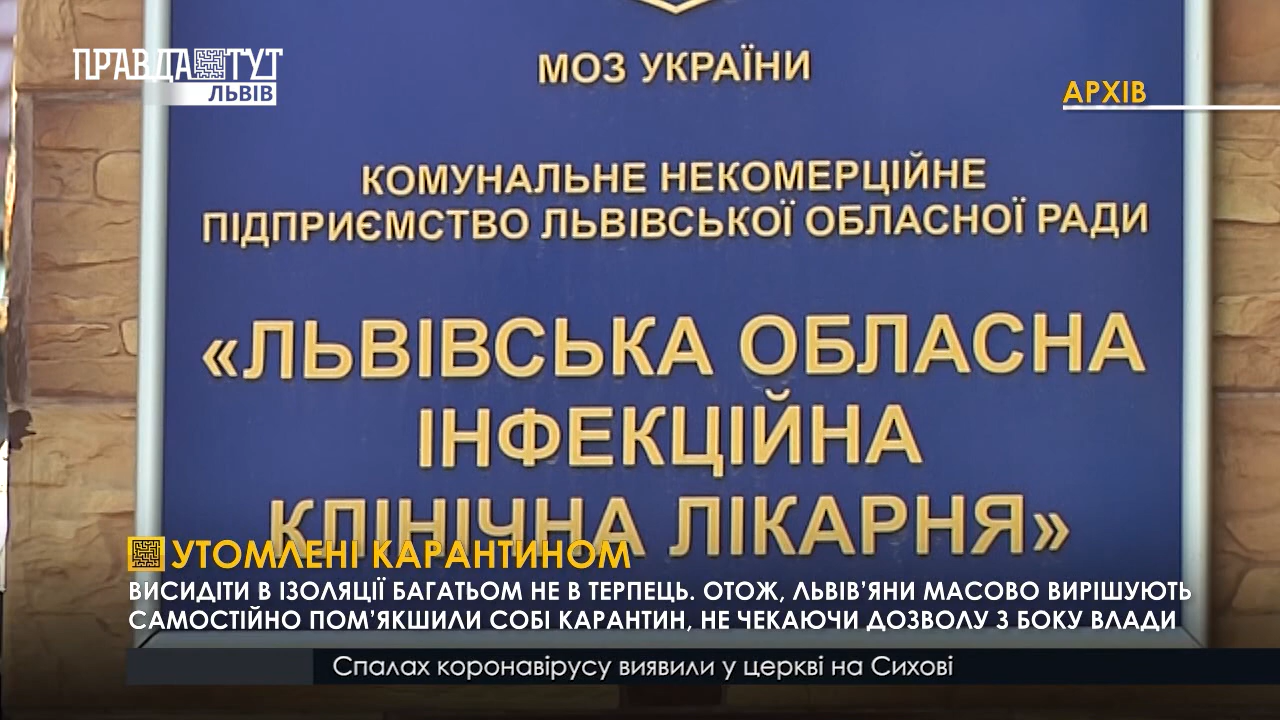 ПРАВДА ТУТ
ЛЬВІВ
АРХІВ
МОЗ УКРАЇНИ
КОМУНАЛЬНЕ НЕКОМЕРЦІЙНЕ
ПІДПРИЄМСТВО ЛЬВІВСЬКОЇ ОБЛАСНОЇ РАДИ
«ЛЬВІВСЬКА ОБЛАСНА
ІНФЕКЦІЙНА
КЛІНІЧНА ЛІКАРНЯ»
УТОМЛЕНІ КАРАНТИНОМ
ВИСИДІТИ В ІЗОЛЯЦІЇ БАГАТЬОМ НЕ В ТЕРПЕЦЬ. ОТОЖ, ЛЬВІВ’ЯНИ МАСОВО ВИРІШУЮТЬ
САМОСТІЙНО ПОМ’ЯКШИЛИ СОБІ КАРАНТИН, НЕ ЧЕКАЮЧИ ДОЗВОЛУ З БОКУ ВЛАДИ
Спалах коронавірусу виявили у церкві на Сихові